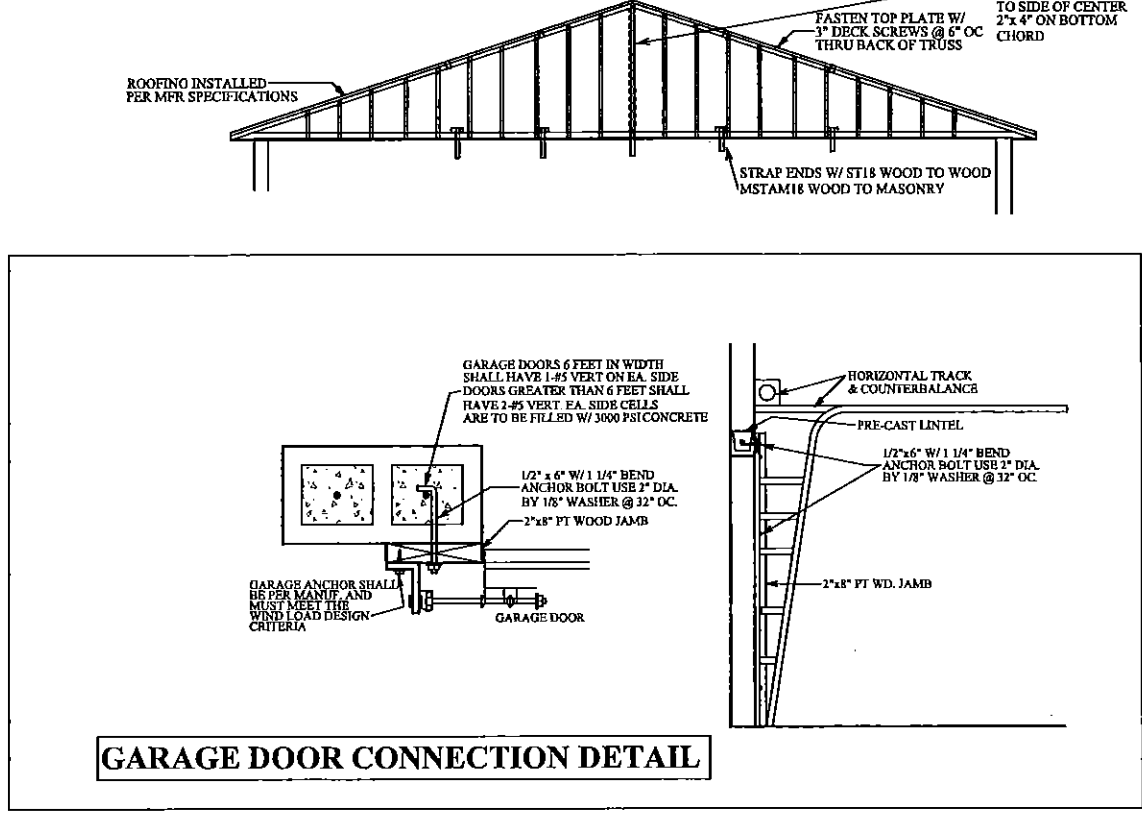 TO SIDE OF CENTER
2"x 4" ON BOTTOM
CHORD
FASTEN TOP PLATE W/
3" DECK SCREWS @ 6" OC
THRU BACK OF TRUSS
ROOFING INSTALLED
PER MFR SPECIFICATIONS
STRAP ENDS W/ ST18 WOOD TO WOOD
MSTAM18 WOOD TO MASONRY
GARAGE DOORS 6 FEET IN WIDTH
SHALL HAVE 1-#5 VERT ON EA. SIDE
DOORS GREATER THAN 6 FEET SHALL
HAVE 2-#5 VERT. EA. SIDE CELLS
ARE TO BE FILLED W/ 3000 PSI CONCRETE
1/2" x 6" W/ 1 1/4" BEND
ANCHOR BOLT USE 2" DIA.
BY 1/8" WASHER @ 32" OC.
2"x8" PT WOOD JAMB
GARAGE ANCHOR SHALL
BE PER MANUF. AND
MUST MEET THE
WIND LOAD DESIGN
CRITERIA
GARAGE DOOR
HORIZONTAL TRACK
& COUNTERBALANCE
PRE-CAST LINTEL
1/2"x6" W/ 1 1/4" BEND
ANCHOR BOLT USE 2" DIA.
BY 1/8" WASHER @ 32" OC.
2"x8" PT WD. JAMB
GARAGE DOOR CONNECTION DETAIL